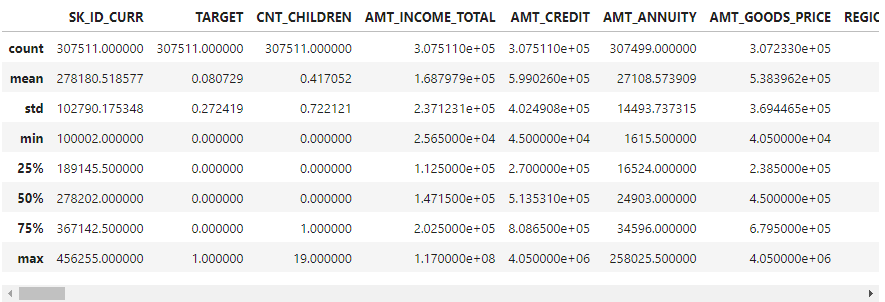 SK_ID_CURR TARGET CNT_CHILDREN AMT_INCOME_TOTAL AMT_CREDIT AMT_ANNUITY AMT_GOODS_PRICE REGIO
count 307511.000000 307511.000000 307511.000000 3.075110e+05 3.075110e+05 307499.000000 3.072330e+05
mean 278180.518577 0.080729 0.417052 1.687979e+05 5.990260e+05 27108.573909 5.383962e+05
std 102790.175348 0.272419 0.722121 2.371231e+05 4.024908e+05 14493.737315 3.694465e+05
min 100002.000000 0.000000 0.000000 2.565000e+04 4.500000e+04 1615.500000 4.050000e+04
25% 189145.500000 0.000000 0.000000 1.125000e+05 2.700000e+05 16524.000000 2.385000e+05
50% 278202.000000 0.000000 0.000000 1.471500e+05 5.135310e+05 24903.000000 4.500000e+05
75% 367142.500000 0.000000 1.000000 2.025000e+05 8.086500e+05 34596.000000 6.795000e+05
max 456255.000000 1.000000 19.000000 1.170000e+08 4.050000e+06 258025.500000 4.050000e+06